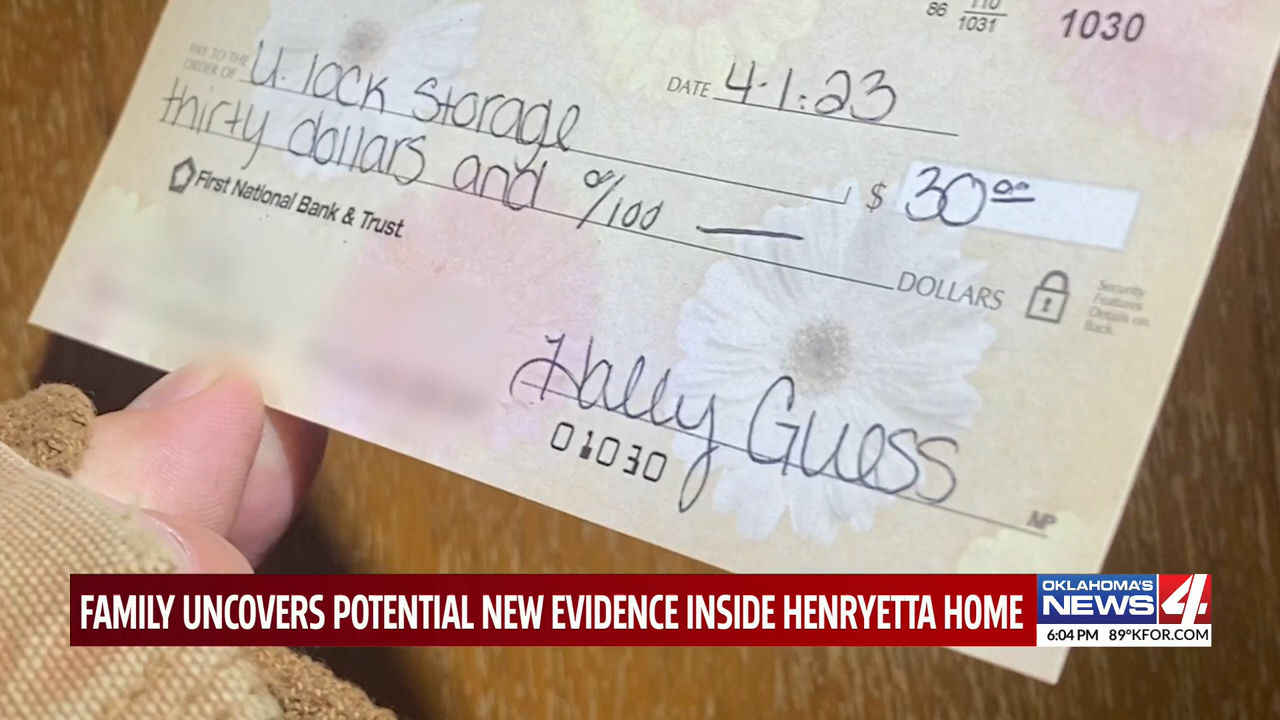 86 110/1031
1030
DATE 4.1.23
PAY TO THE
ORDER OF U. lock Storage
$ 30 00
thirty dollars and 00/100
DOLLARS
Security
Features
Details on
Back.
First National Bank & Trust
Hally Guess
MP
01030
FAMILY UNCOVERS POTENTIAL NEW EVIDENCE INSIDE HENRYETTA HOME
OKLAHOMA'S
NEWS 4
6:04 PM 89° KFOR.COM